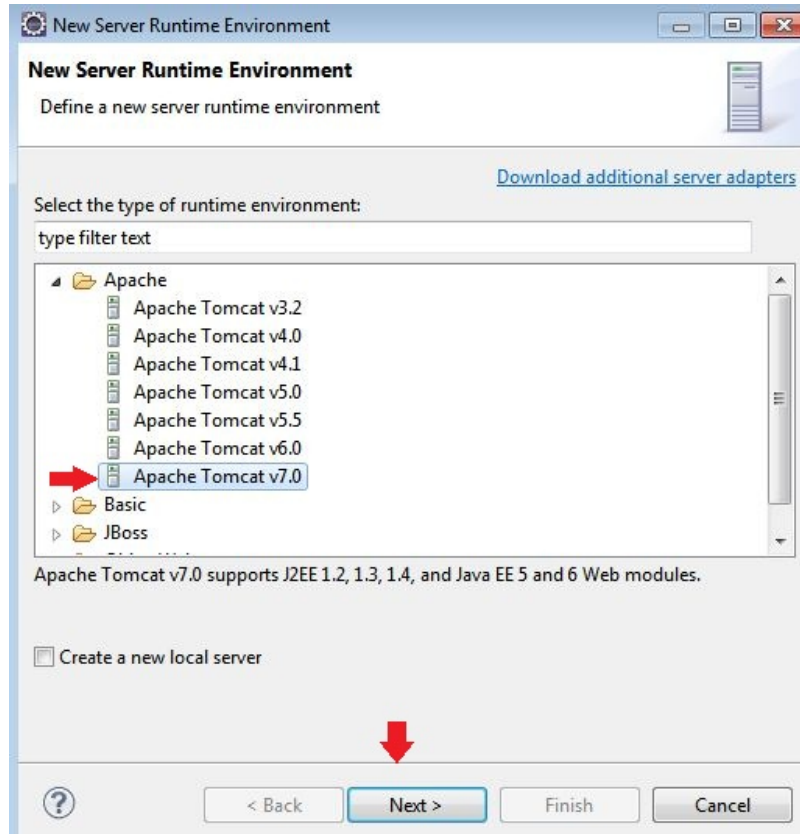 New Server Runtime Environment
New Server Runtime Environment
Define a new server runtime environment
Download additional server adapters
Select the type of runtime environment:
type filter text
Apache
Apache Tomcat v3.2
Apache Tomcat v4.0
Apache Tomcat v4.1
Apache Tomcat v5.0
Apache Tomcat v5.5
Apache Tomcat v6.0
Apache Tomcat v7.0
Basic
JBoss
Apache Tomcat v7.0 supports J2EE 1.2, 1.3, 1.4, and Java EE 5 and 6 Web modules.
Create a new local server
? < Back Next > Finish Cancel